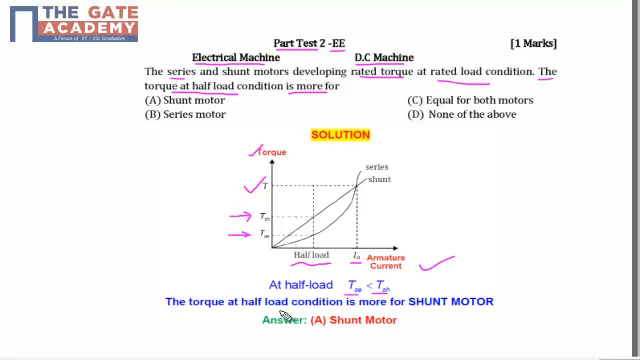 THE GATE
ACADEMY
A Forum of IIT / IISc Graduates
Part Test 2 -EE [1 Marks]
Electrical Machine D.C Machine
The series and shunt motors developing rated torque at rated load condition. The
torque at half load condition is more for
(A) Shunt motor (C) Equal for both motors
(B) Series motor (D) None of the above
SOLUTION
Torque
series
shunt
T
Tsh
Tse
Half load Ia Armature
Current
At half-load Tse < Tsh
The torque at half load condition is more for SHUNT MOTOR
Answer: (A) Shunt Motor